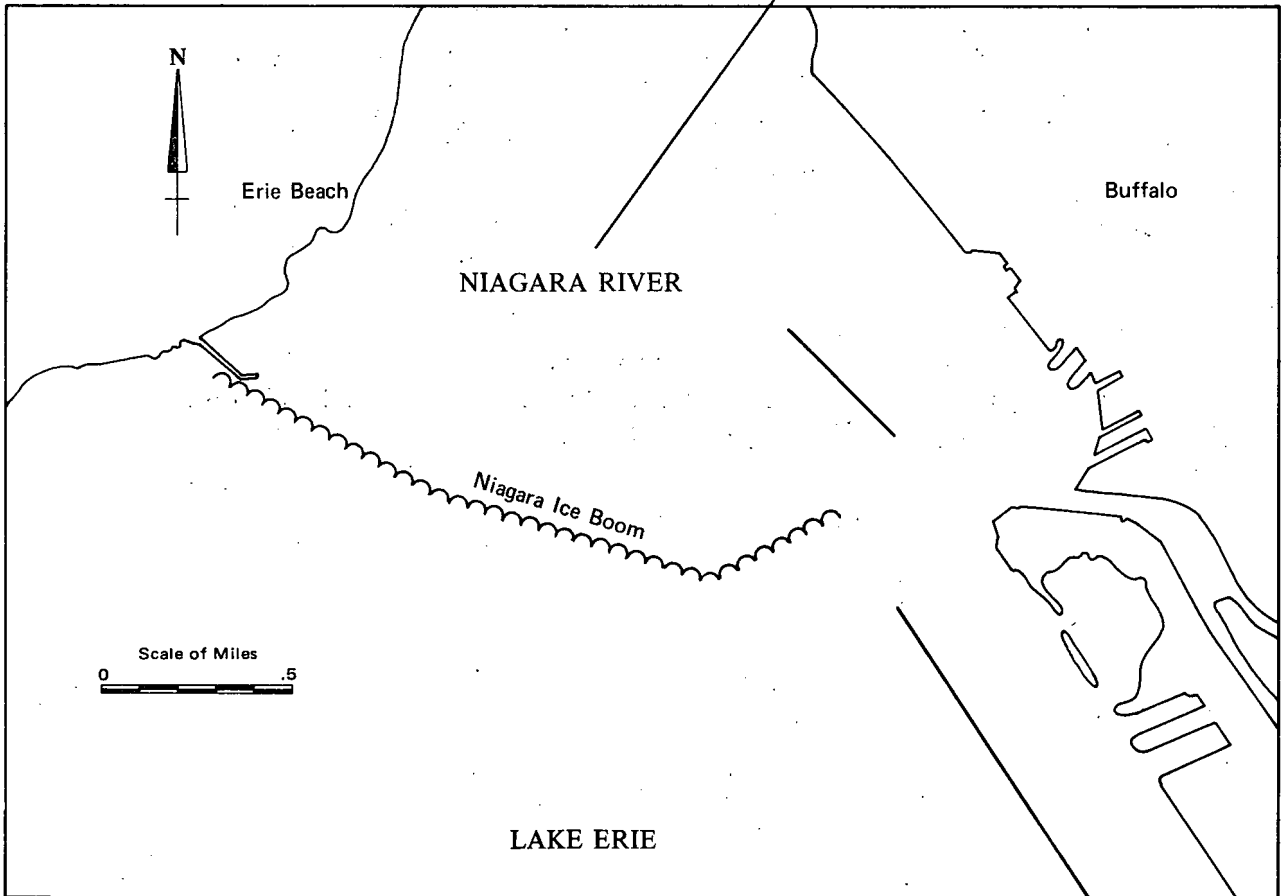 N
Erie Beach
Buffalo
NIAGARA RIVER
Niagara Ice Boom
Scale of Miles
0 .5
LAKE ERIE